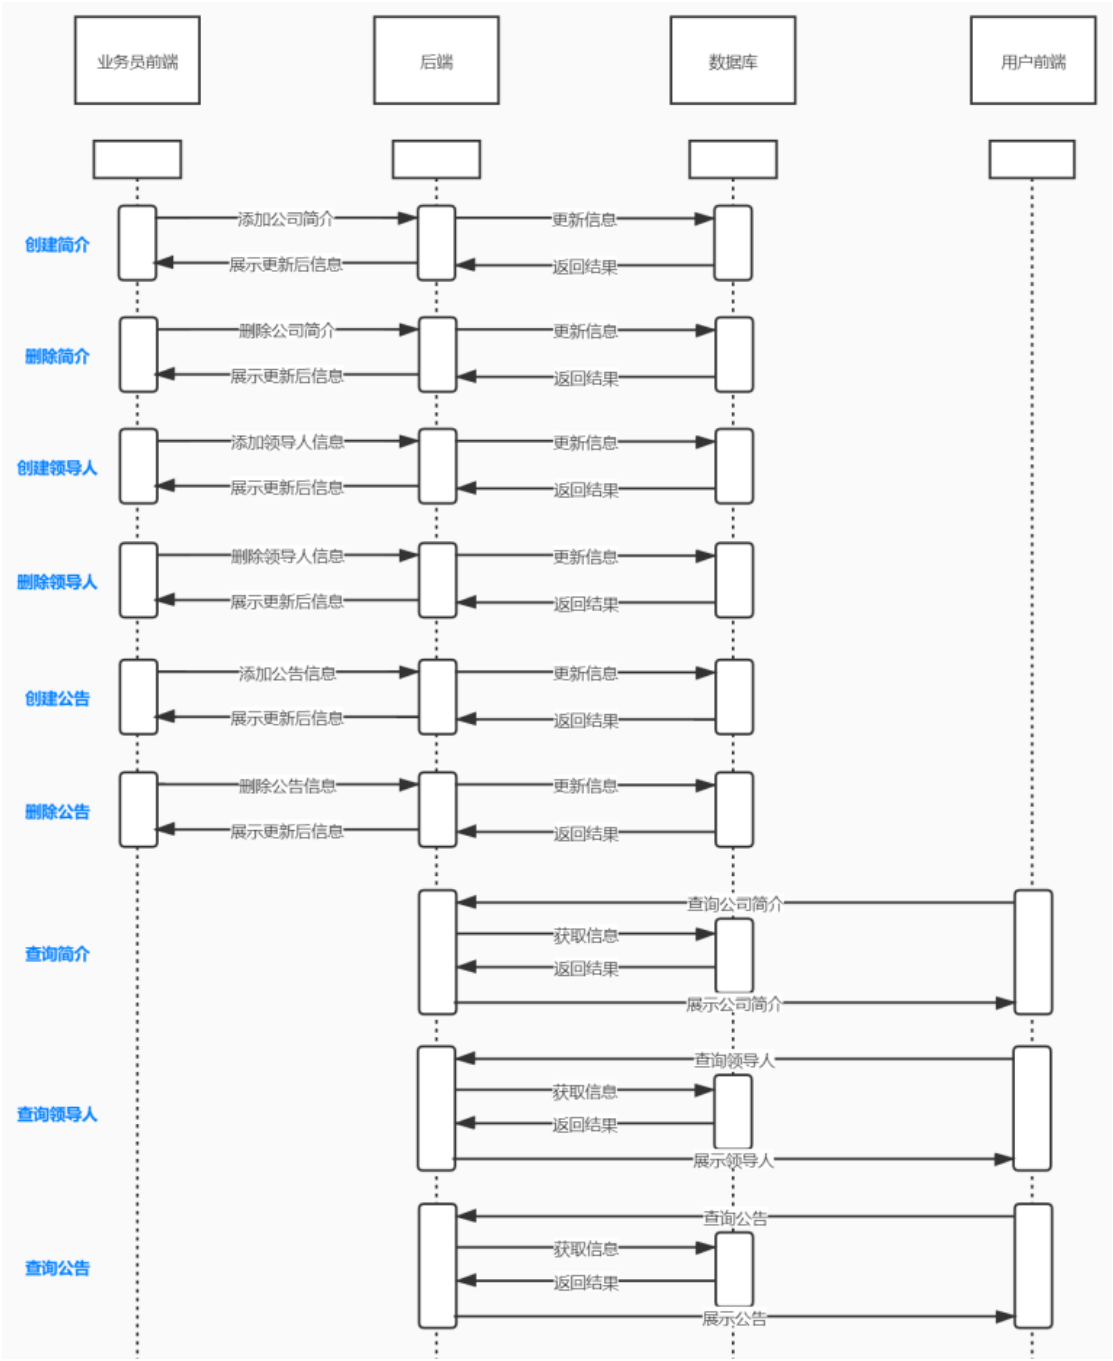 业务员前端
后端
数据库
用户前端
创建简介
添加公司简介
更新信息
展示更新后信息
返回结果
删除简介
删除公司简介
更新信息
展示更新后信息
返回结果
创建领导人
添加领导人信息
更新信息
展示更新后信息
返回结果
删除领导人
删除领导人信息
更新信息
展示更新后信息
返回结果
创建公告
添加公告信息
更新信息
展示更新后信息
返回结果
删除公告
删除公告信息
更新信息
展示更新后信息
返回结果
查询简介
查询公司简介
获取信息
返回结果
展示公司简介
查询领导人
查询领导人
获取信息
返回结果
展示领导人
查询公告
查询公告
获取信息
返回结果
展示公告